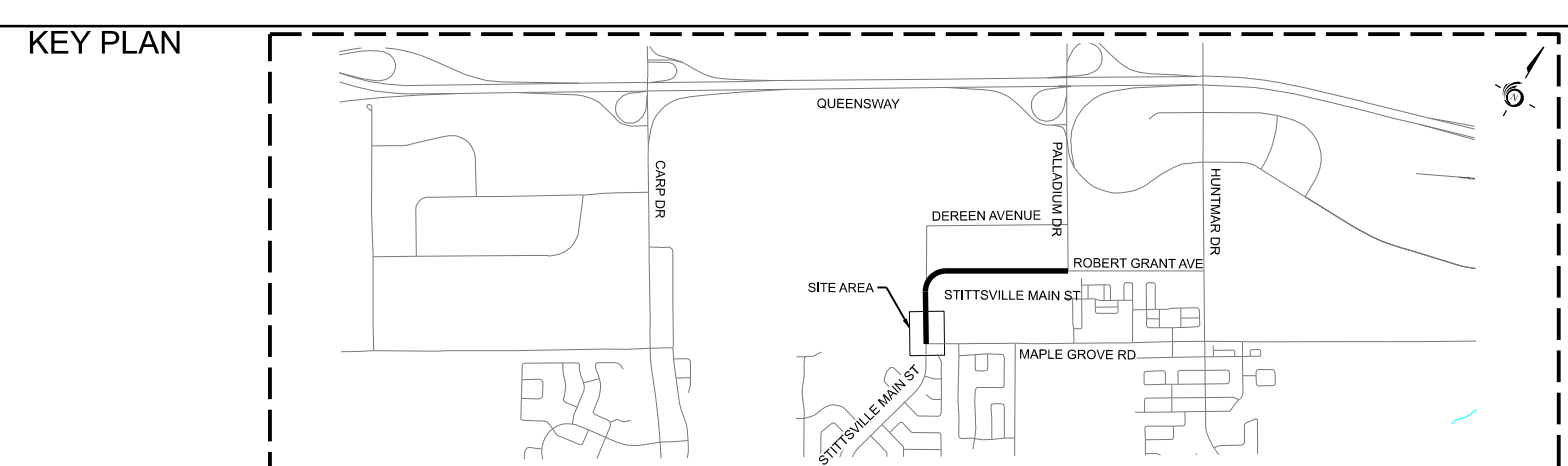 KEY PLAN
QUEENSWAY
CARP DR
PALLADIUM DR
HUNTMAR DR
DEREEN AVENUE
ROBERT GRANT AVE
SITE AREA
STITTSVILLE MAIN ST
MAPLE GROVE RD
STITTSVILLE MAIN ST
N